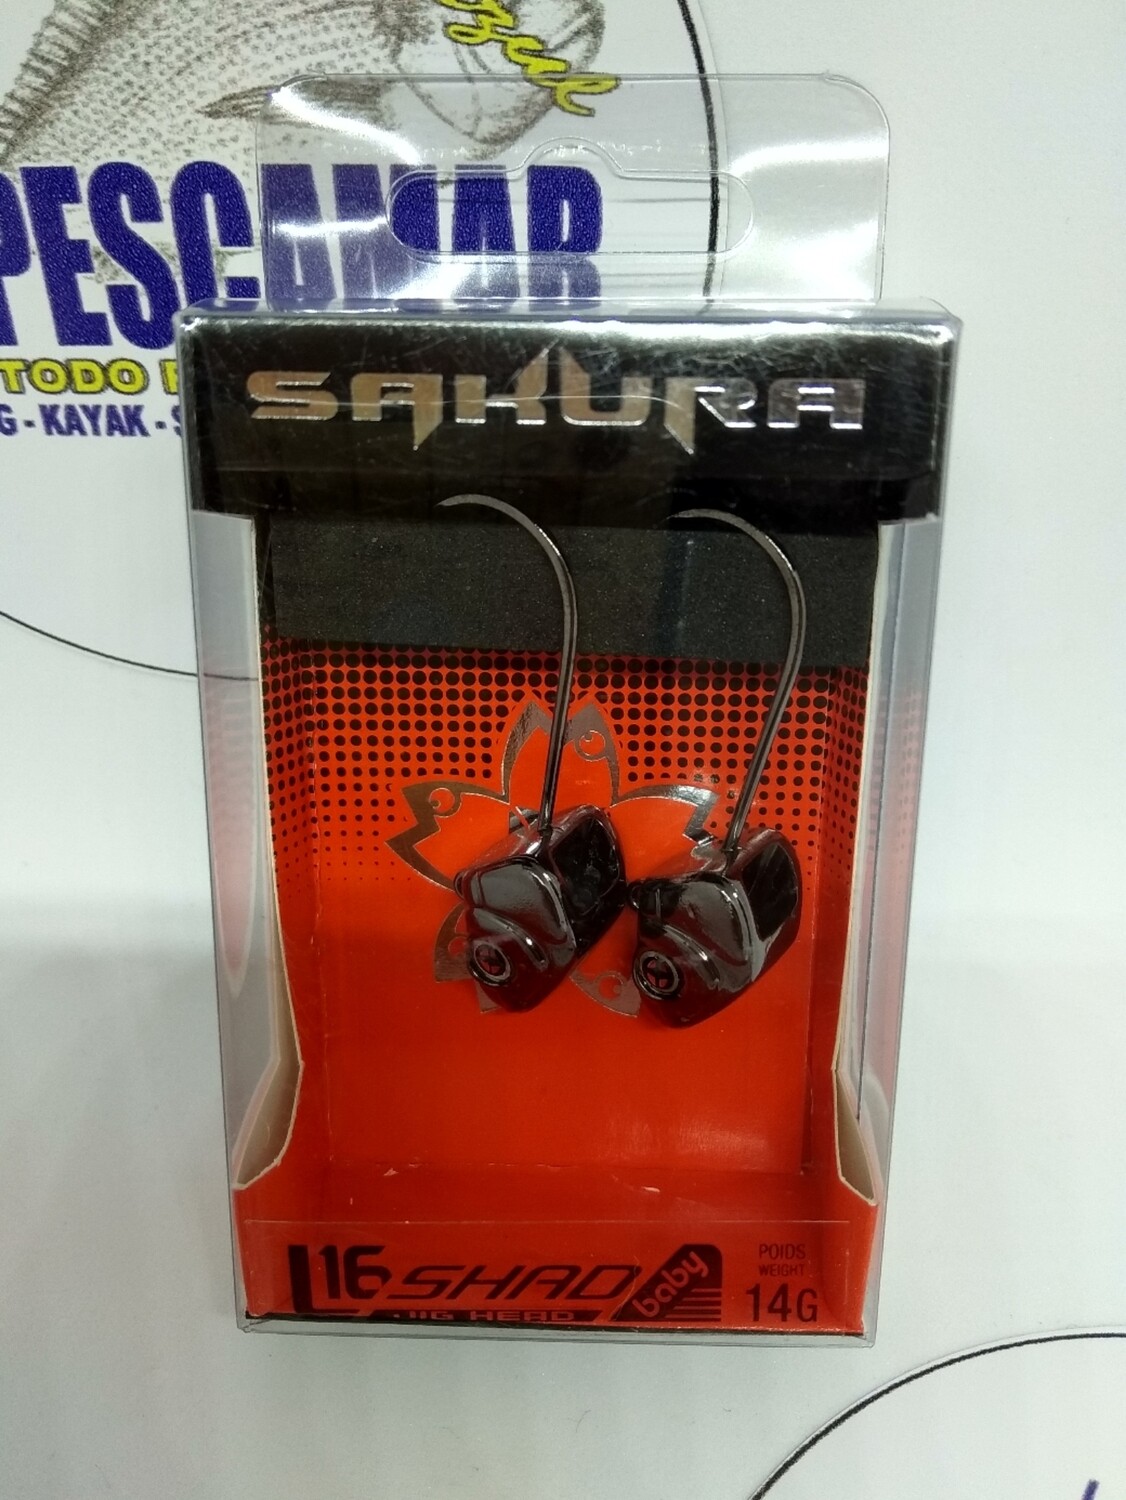 PESCAMAR
TODO
G - KAYAK - S
SAKURA
L16 SHAD baby
JIG HEAD
POIDS
WEIGHT
14G